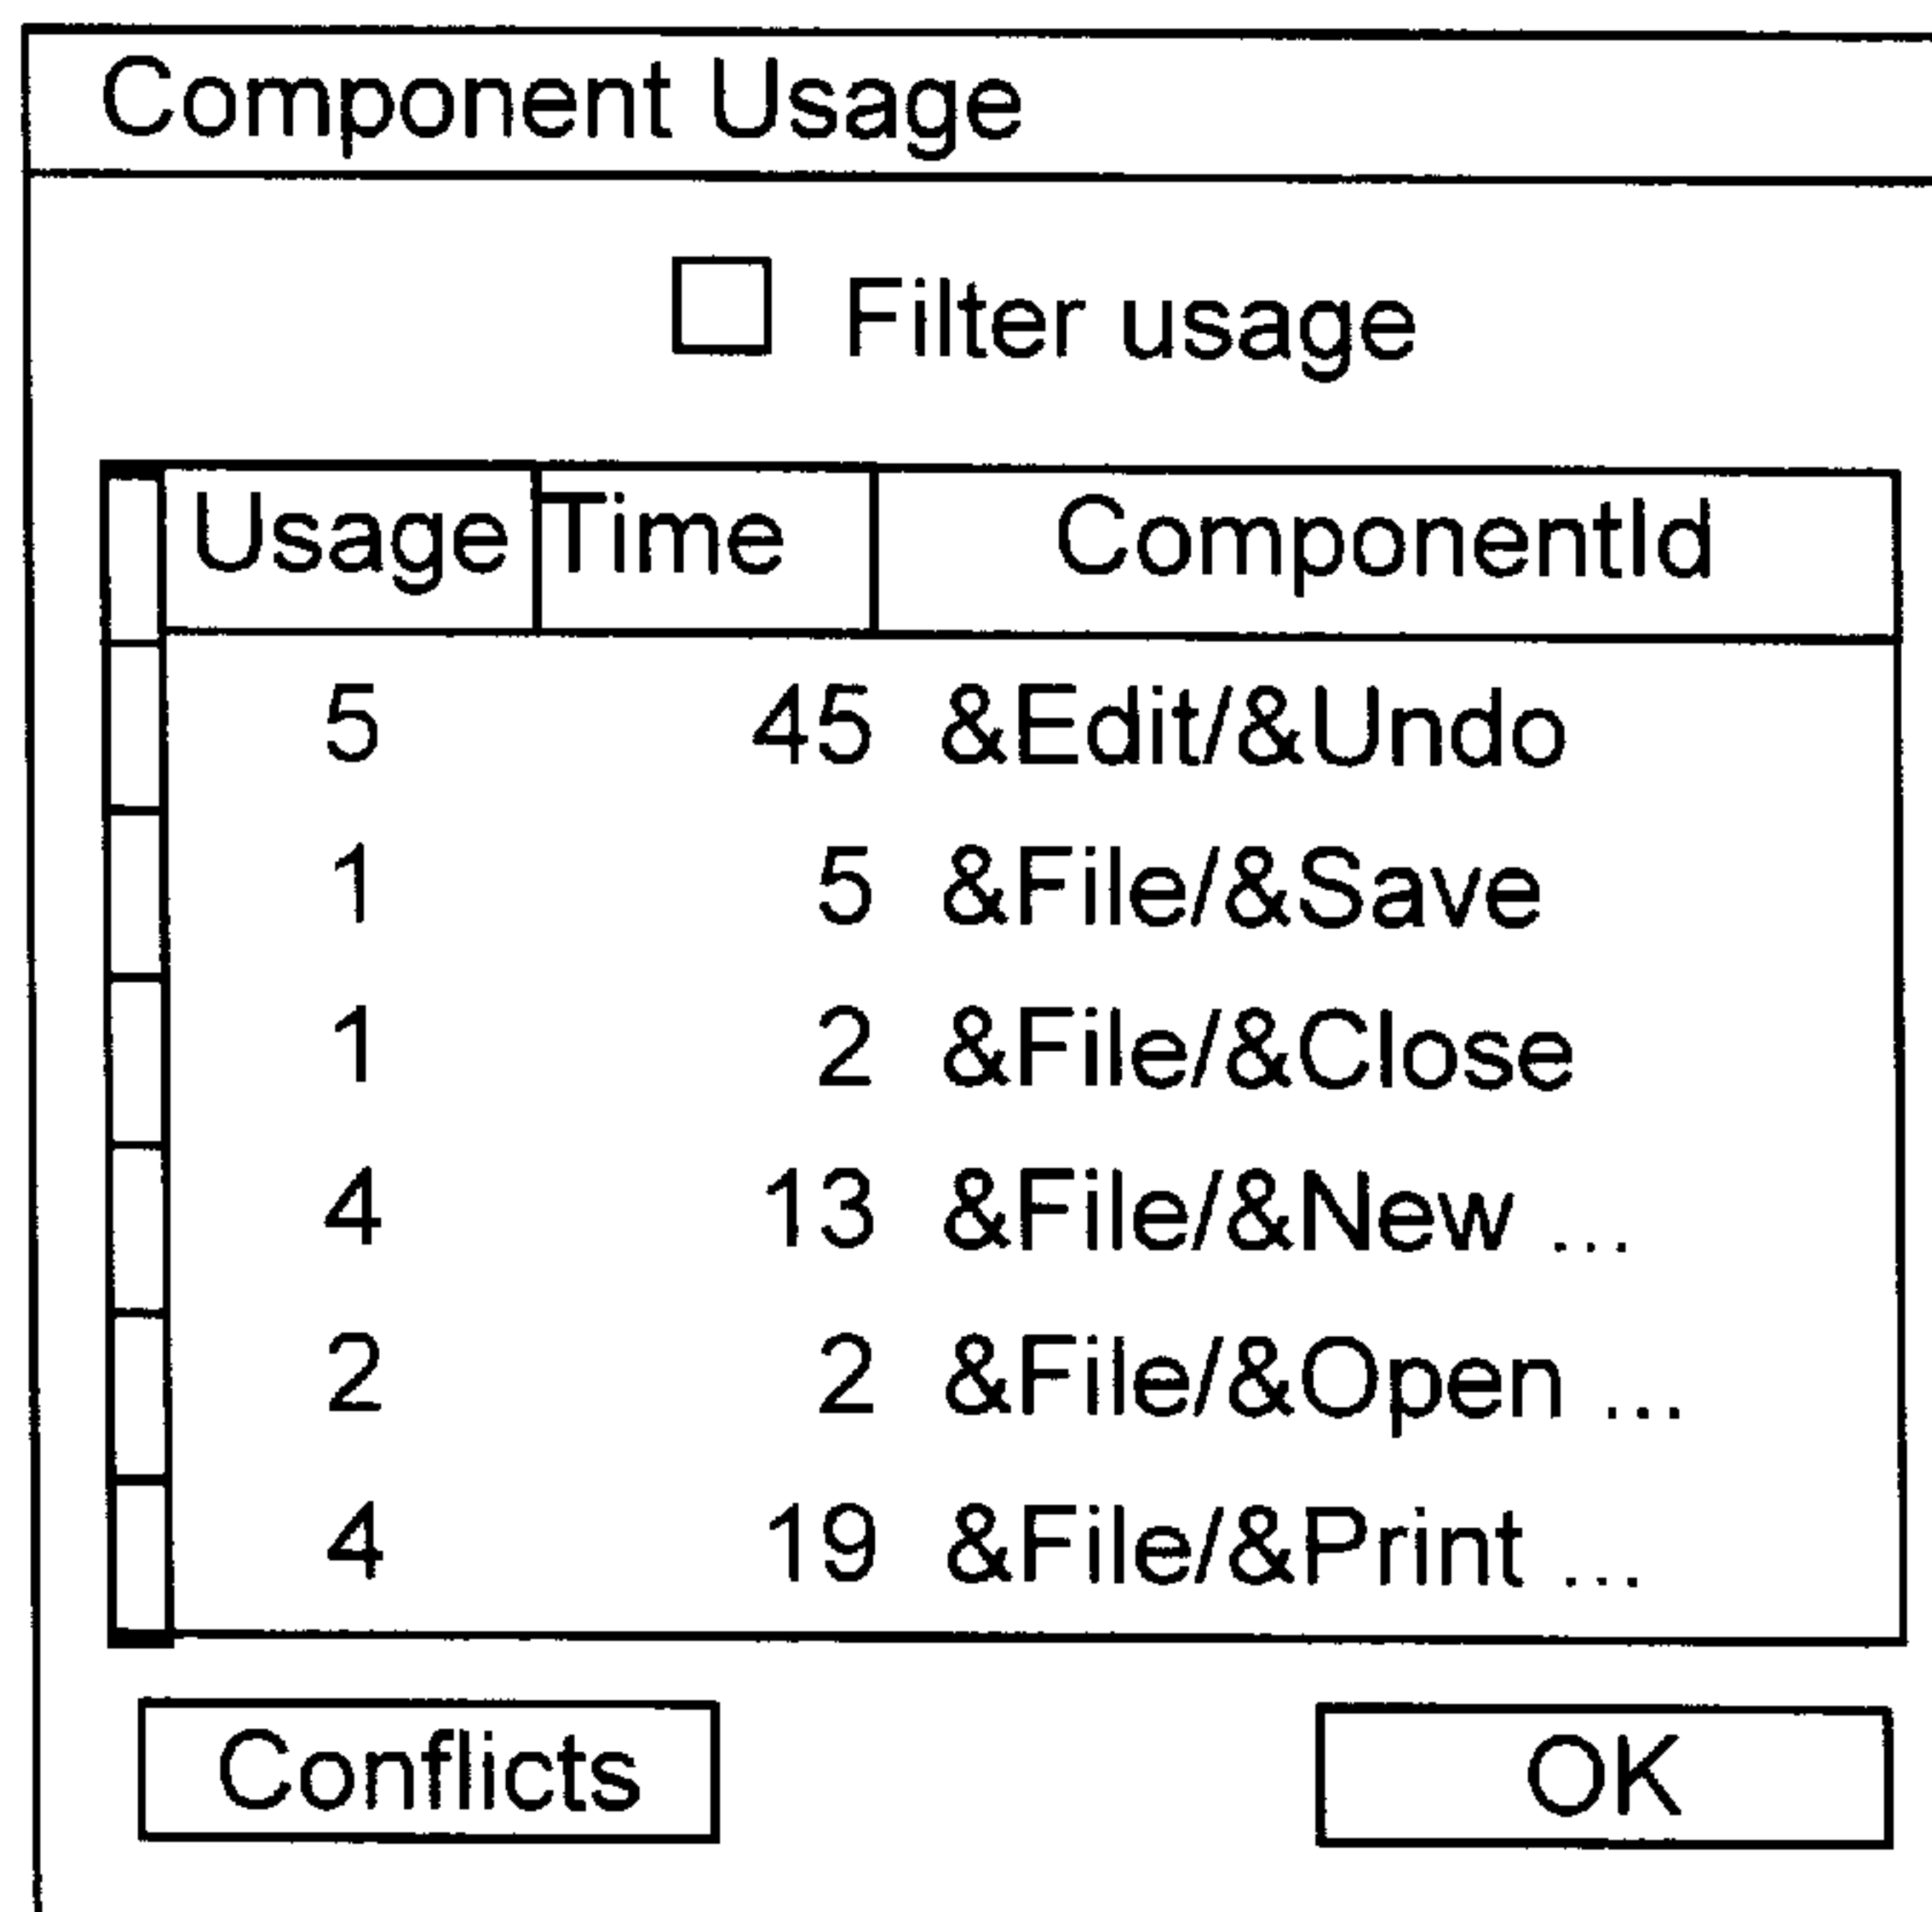 Component Usage
Filter usage
Usage Time ComponentId
5 45 &Edit/&Undo
1 5 &File/&Save
1 2 &File/&Close
4 13 &File/&New ...
2 2 &File/&Open ...
4 19 &File/&Print ...
Conflicts OK